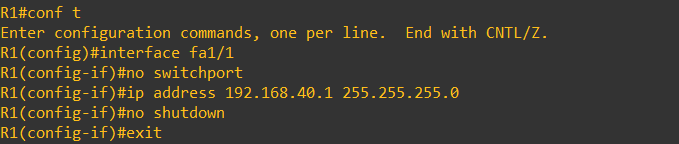 R1#conf t
Enter configuration commands, one per line.  End with CNTL/Z.
R1(config)#interface fa1/1
R1(config-if)#no switchport
R1(config-if)#ip address 192.168.40.1 255.255.255.0
R1(config-if)#no shutdown
R1(config-if)#exit